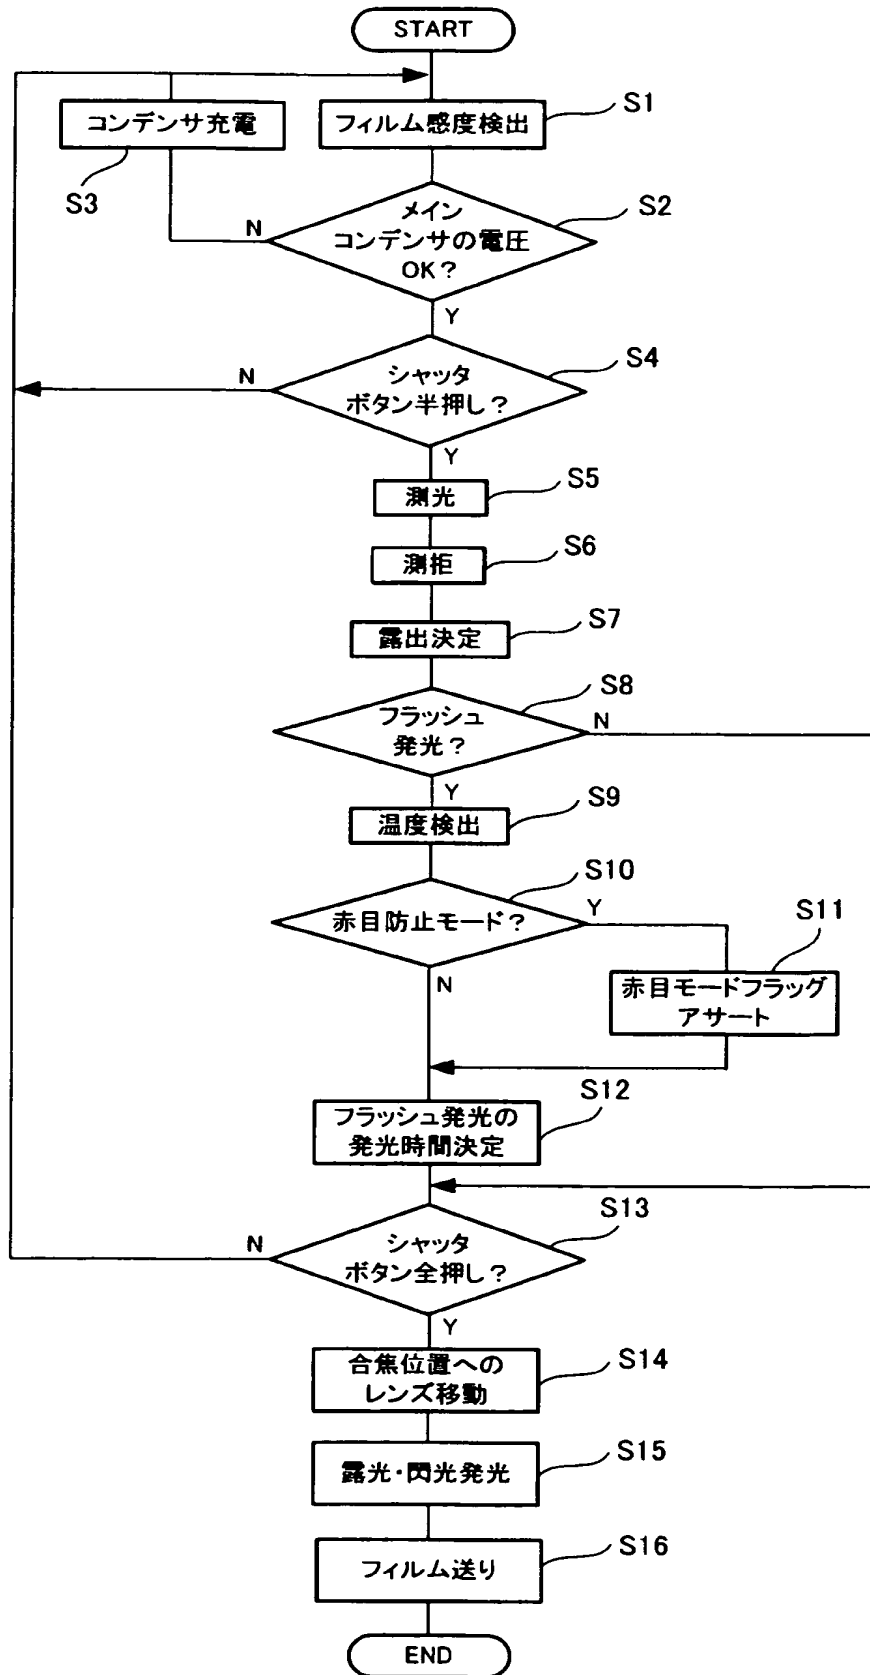 START
S1
コンデンサ充電
フィルム感度検出
S3
S2
メイン
コンデンサの電圧
OK?
N
Y
S4
シャッタ
ボタン半押し?
N
Y
測光
S5
測拒
S6
露出決定
S7
S8
フラッシュ
発光?
N
Y
温度検出
S9
S10
赤目防止モード?
Y
N
S11
赤目モードフラッグ
アサート
S12
フラッシュ発光の
発光時間決定
S13
シャッタ
ボタン全押し?
N
Y
合焦位置への
レンズ移動
S14
露光・閃光発光
S15
フィルム送り
S16
END